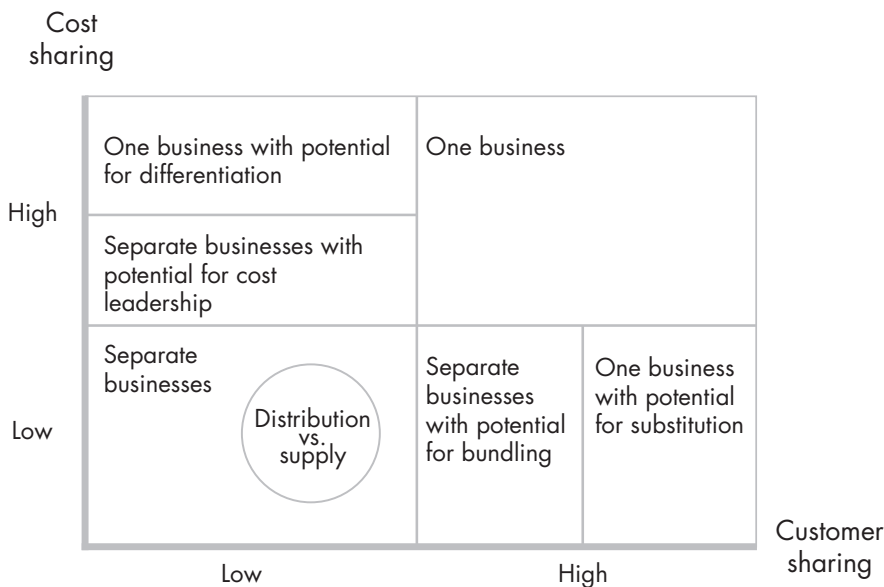 Cost
sharing
One business with potential
for differentiation
One business
High
Separate businesses with
potential for cost
leadership
Separate
businesses
Distribution
vs.
supply
Separate
businesses
with potential
for bundling
One business
with potential
for substitution
Low
Customer
sharing
Low
High